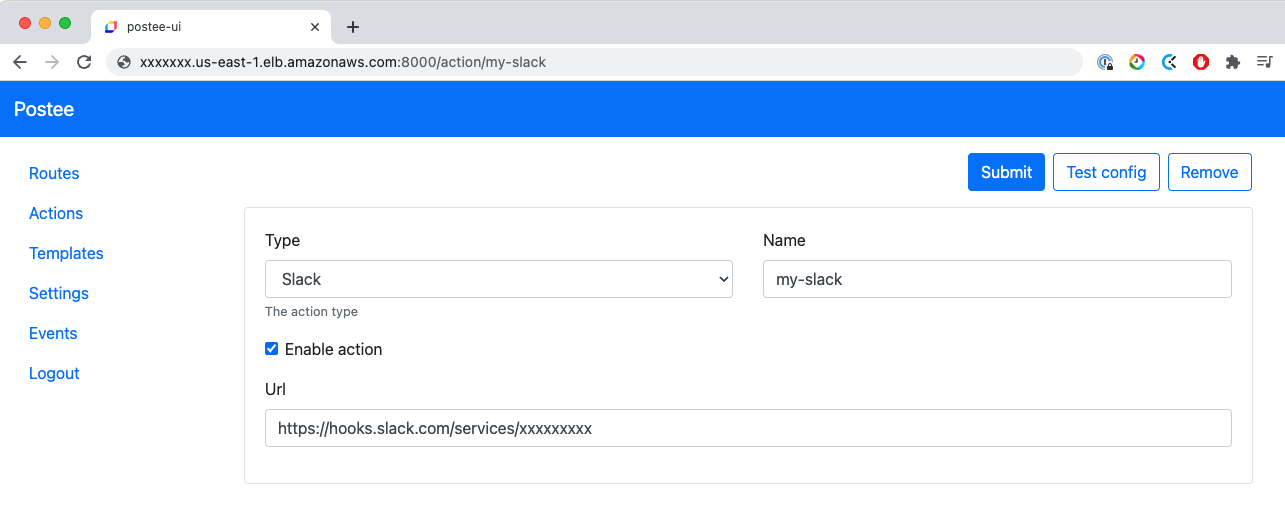 postee-ui
xxxxxxx.us-east-1.elb.amazonaws.com:8000/action/my-slack
Postee
Routes
Actions
Templates
Settings
Events
Logout
Submit Test config Remove
Type Name
Slack my-slack
The action type
Enable action
Url
https://hooks.slack.com/services/xxxxxxxxx